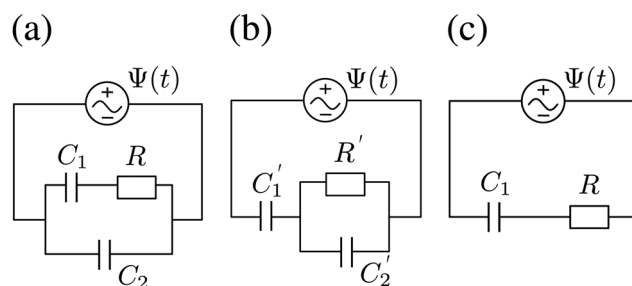 (a) (b) (c)
Ψ(t) Ψ(t) Ψ(t)
+ + +
− − −
C₁ R C₁′ R′ C₁ R
C₂ C₂′